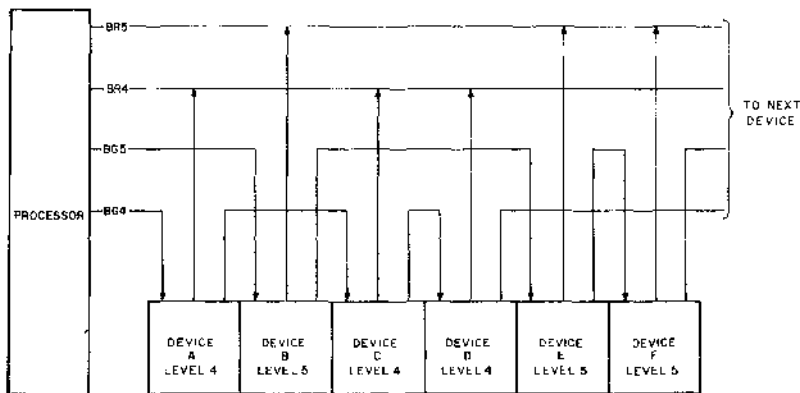 BR5
BR4
TO NEXT
DEVICE
BG5
PROCESSOR
BG4
DEVICE
A
LEVEL 4
DEVICE
B
LEVEL 5
DEVICE
C
LEVEL 4
DEVICE
D
LEVEL 4
DEVICE
E
LEVEL 5
DEVICE
F
LEVEL 5